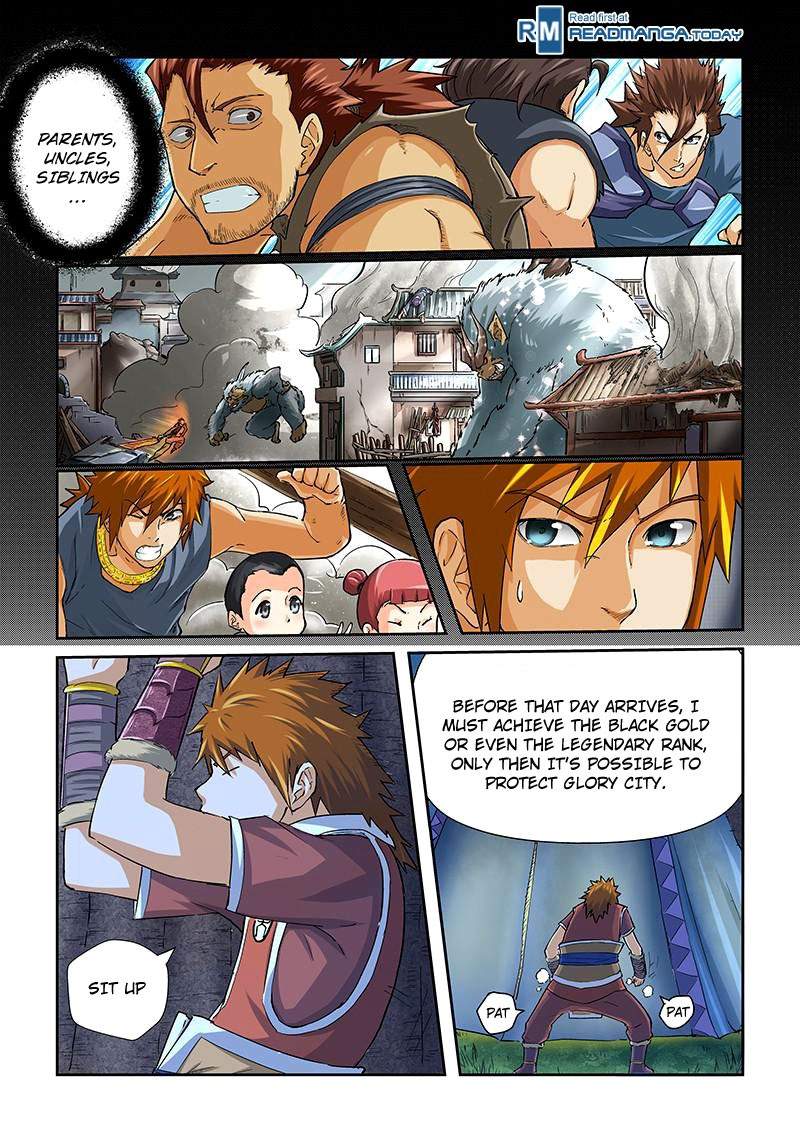 RM
Read first at
READMANGA.TODAY
PARENTS,
UNCLES,
SIBLINGS
...
BEFORE THAT DAY ARRIVES, I
MUST ACHIEVE THE BLACK GOLD
OR EVEN THE LEGENDARY RANK,
ONLY THEN IT'S POSSIBLE TO
PROTECT GLORY CITY.
SIT UP
PAT
PAT